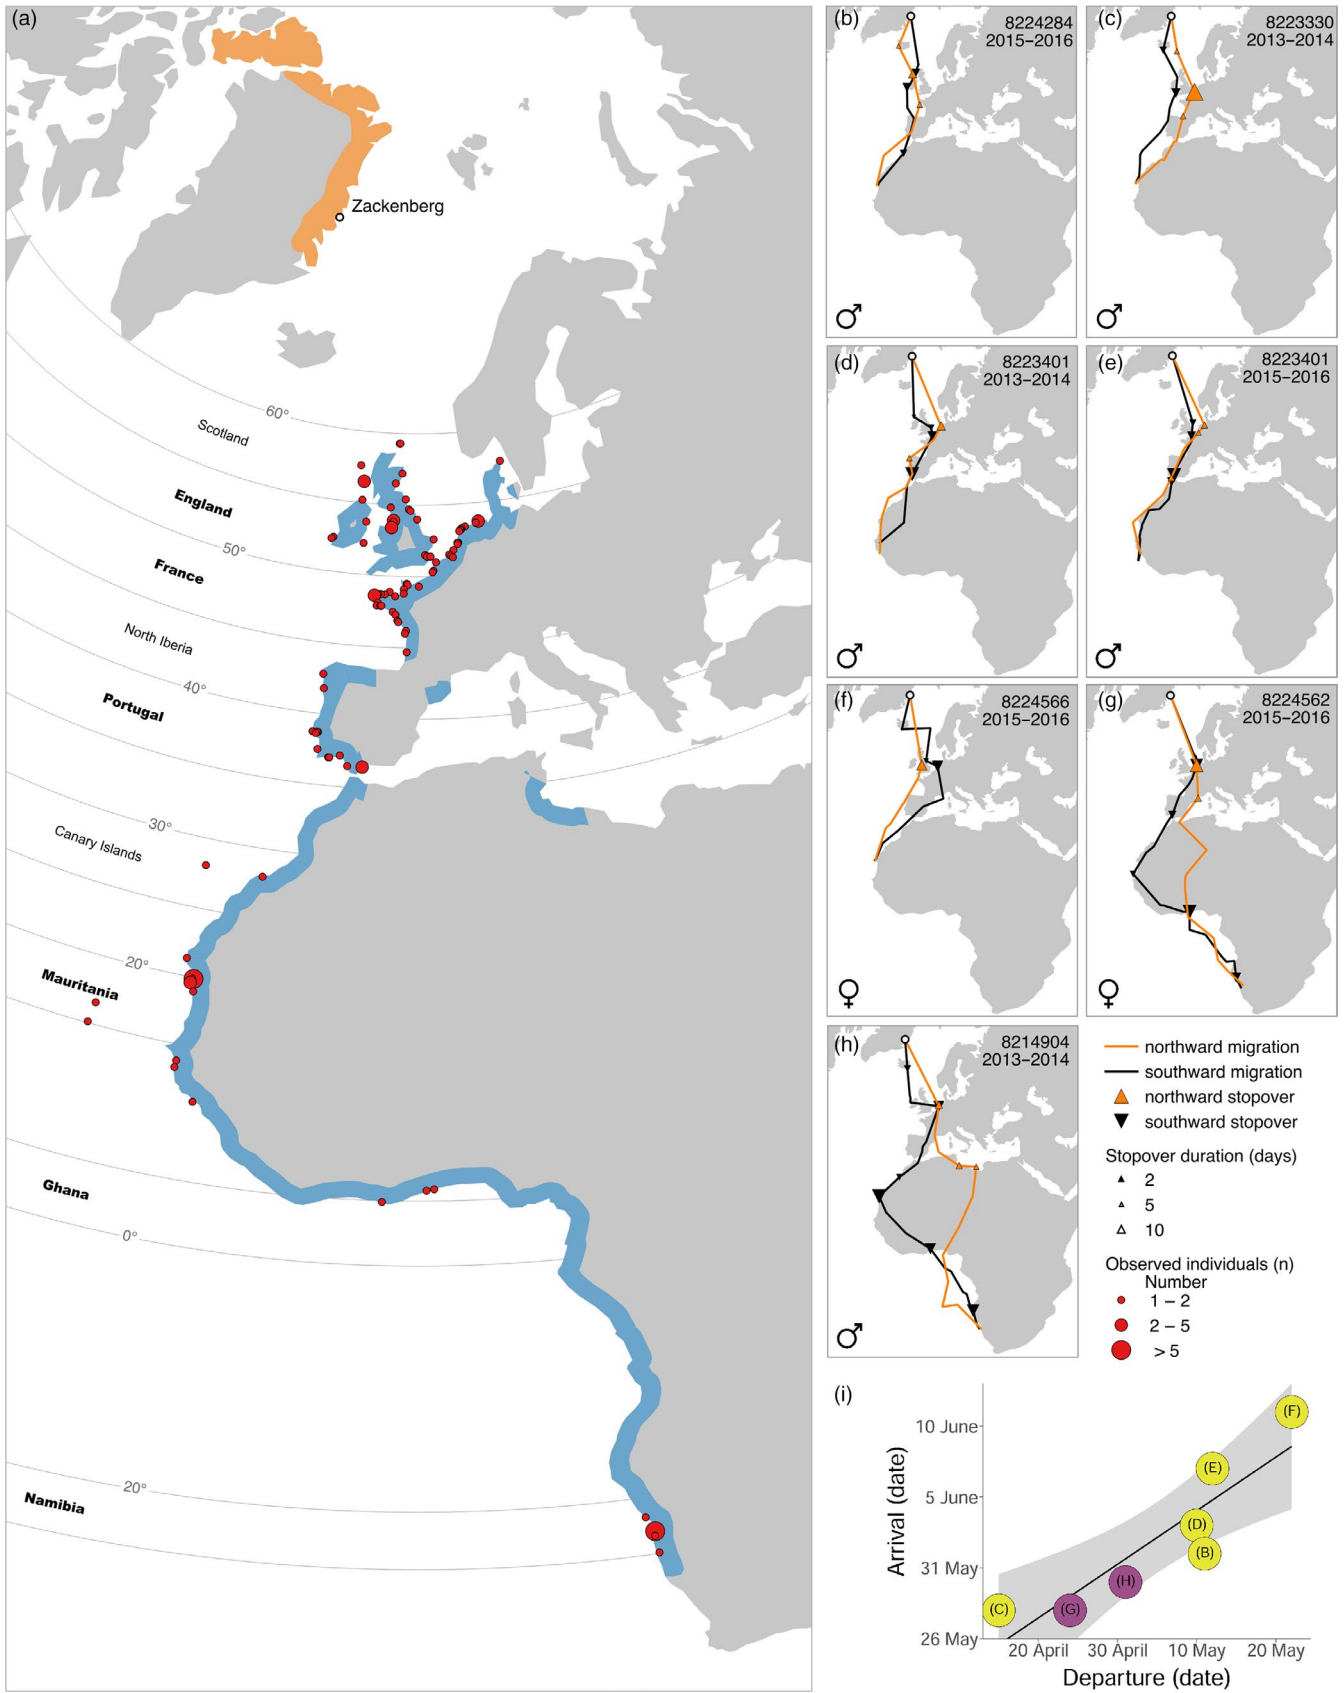 (a)
Zackenberg
60°
Scotland
England
50°
France
North Iberia
40°
Portugal
30°
Canary Islands
20°
Mauritania
Ghana
0°
20°
Namibia
(b)
8224284
2015–2016
♂
(c)
8223330
2013–2014
♂
(d)
8223401
2013–2014
♂
(e)
8223401
2015–2016
♂
(f)
8224566
2015–2016
♀
(g)
8224562
2015–2016
♀
(h)
8214904
2013–2014
♂
northward migration
southward migration
northward stopover
southward stopover
Stopover duration (days)
2
5
10
Observed individuals (n)
Number
1 – 2
2 – 5
> 5
(i)
Arrival (date)
10 June
5 June
31 May
26 May
(F)
(E)
(D)
(B)
(H)
(C)
(G)
20 April
30 April
10 May
20 May
Departure (date)